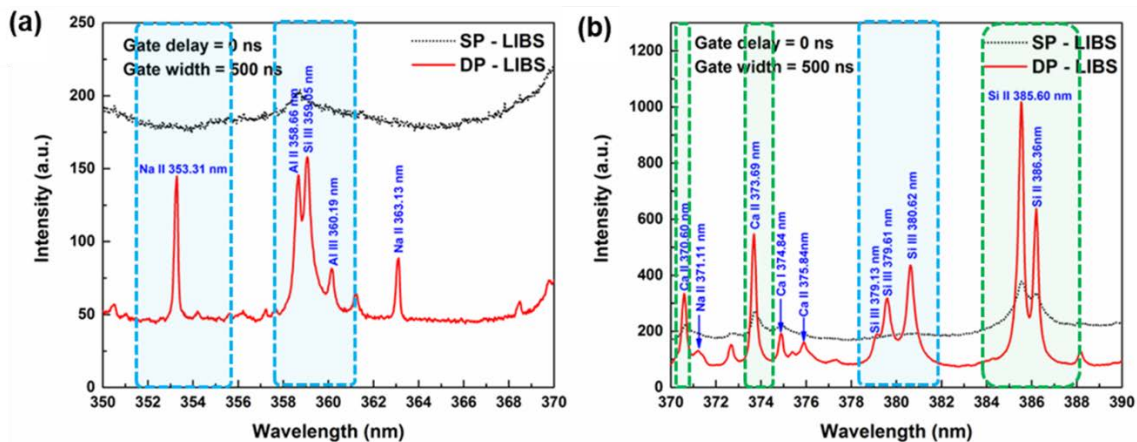 (a)
Gate delay = 0 ns
Gate width = 500 ns
SP - LIBS
DP - LIBS
Na II 353.31 nm
Al II 358.66 nm
Si III 359.05 nm
Al III 360.19 nm
Na II 363.13 nm
Intensity (a.u.)
250
200
150
100
50
0
350 352 354 356 358 360 362 364 366 368 370
Wavelength (nm)
(b)
Gate delay = 0 ns
Gate width = 500 ns
SP - LIBS
DP - LIBS
Ca II 370.60 nm
Na II 371.11 nm
Ca II 373.69 nm
Ca I 374.84 nm
Ca II 375.84nm
Si III 379.13 nm
Si III 379.61 nm
Si III 380.62 nm
Si II 385.60 nm
Si II 386.36nm
Intensity (a.u.)
1200
1000
800
600
400
200
0
370 372 374 376 378 380 382 384 386 388 390
Wavelength (nm)